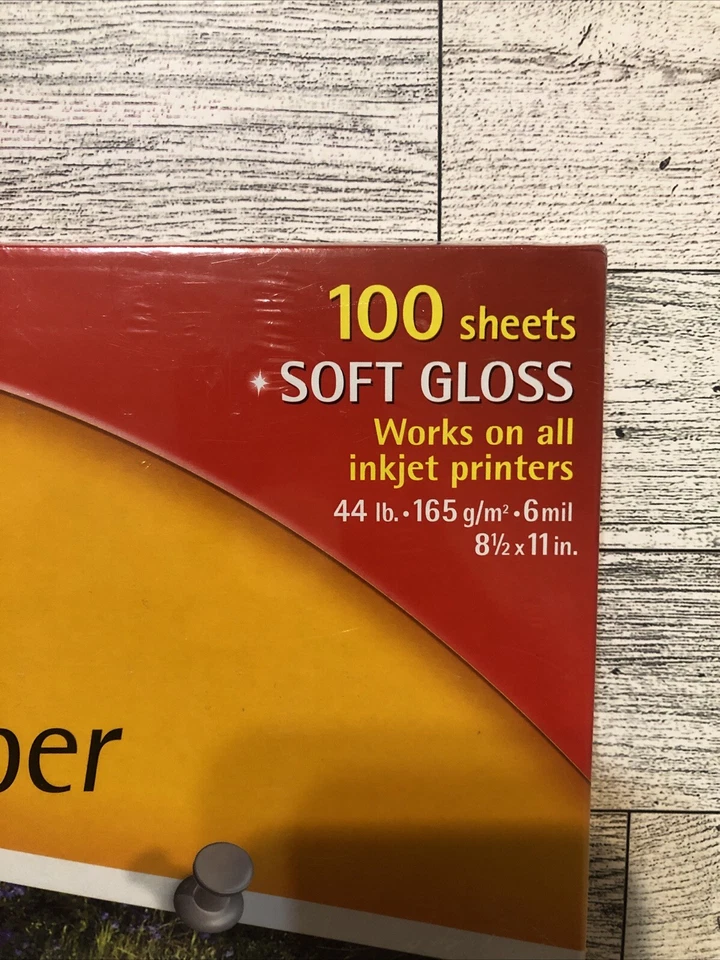 100 sheets
SOFT GLOSS
Works on all
inkjet printers
44 lb. • 165 g/m² • 6 mil
8½ x 11 in.
per